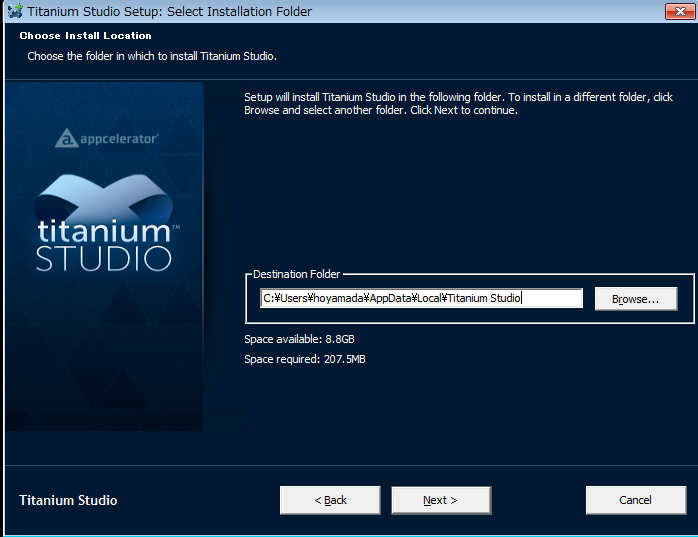 Titanium Studio Setup: Select Installation Folder
Choose Install Location
Choose the folder in which to install Titanium Studio.
Setup will install Titanium Studio in the following folder. To install in a different folder, click
Browse and select another folder. Click Next to continue.
appcelerator®
titanium™
STUDIO
Destination Folder
C:¥Users¥hoyamada¥AppData¥Local¥Titanium Studio
Browse...
Space available: 8.8GB
Space required: 207.5MB
Titanium Studio
< Back
Next >
Cancel